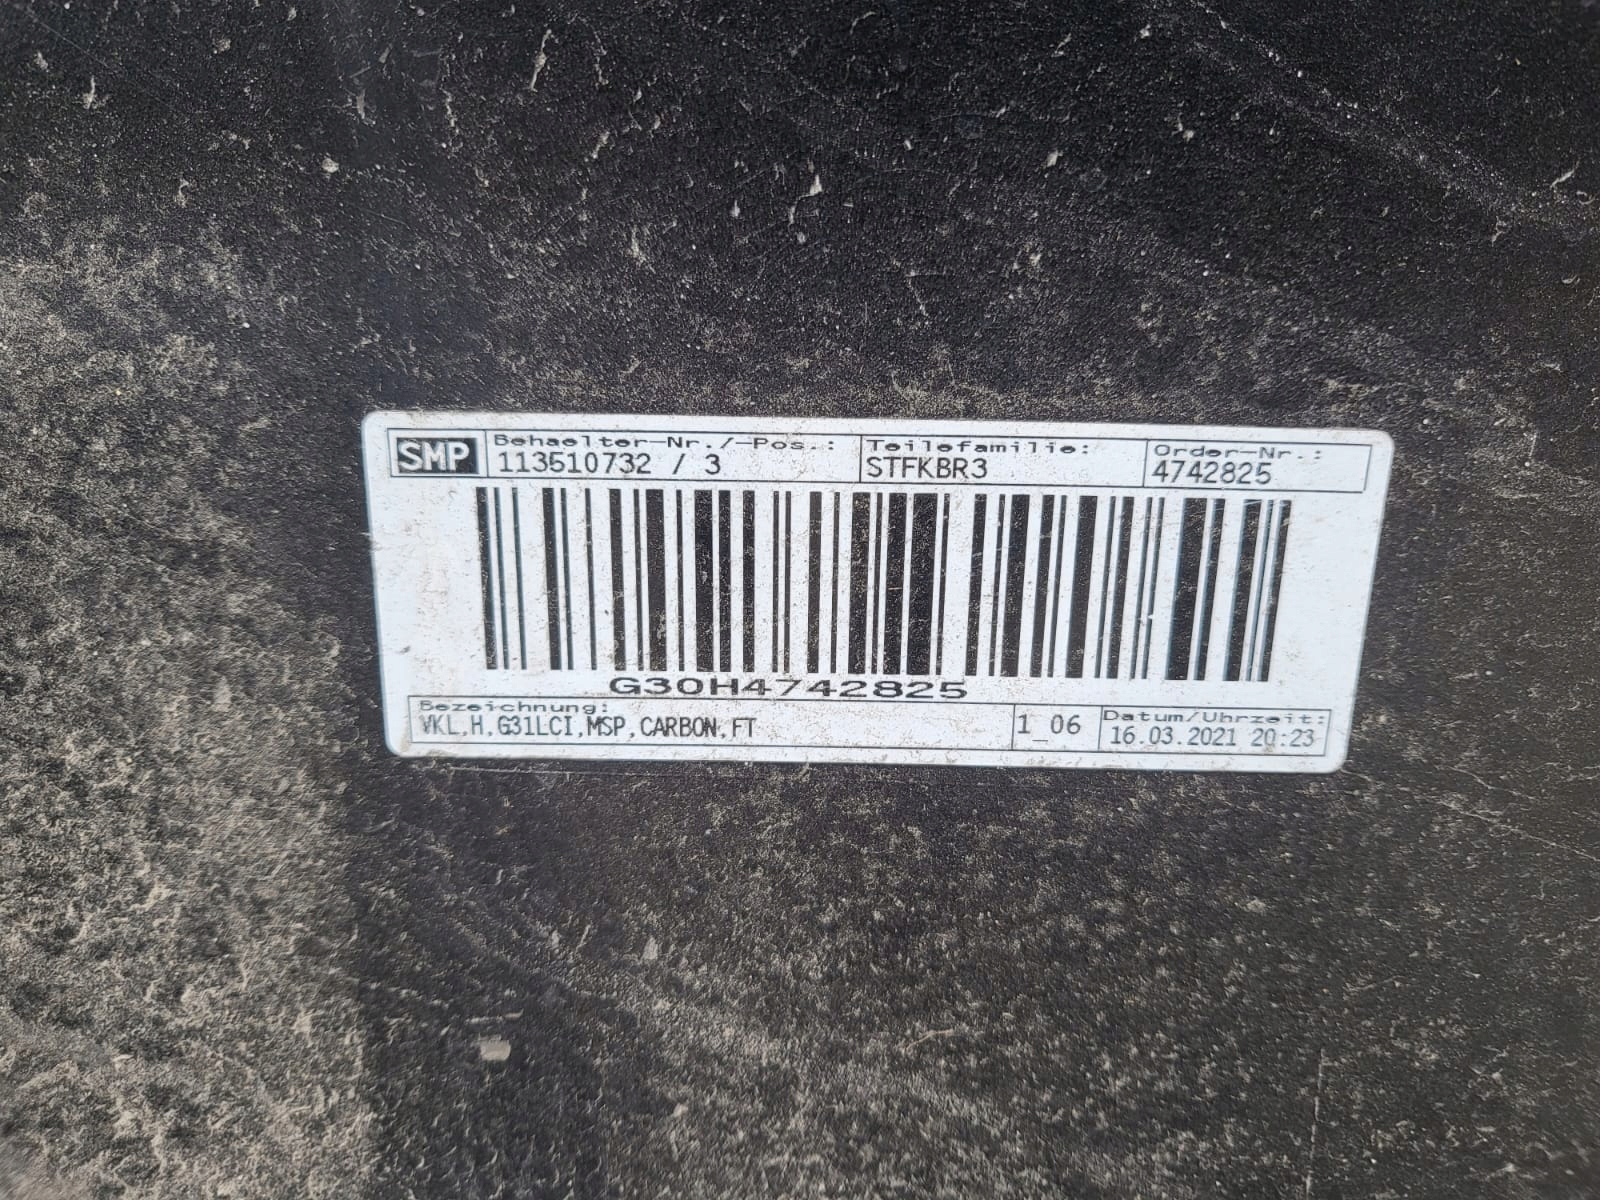 SMP
Behaelter-Nr./-Pos.: Teilefamilie: Order-Nr.:
113510732 / 3 STFKBR3 4742825
G30H4742825
Bezeichnung: Datum/Uhrzeit:
VKL,H,G31LCI,MSP,CARBON,FT 1_06 16.03.2021 20:23